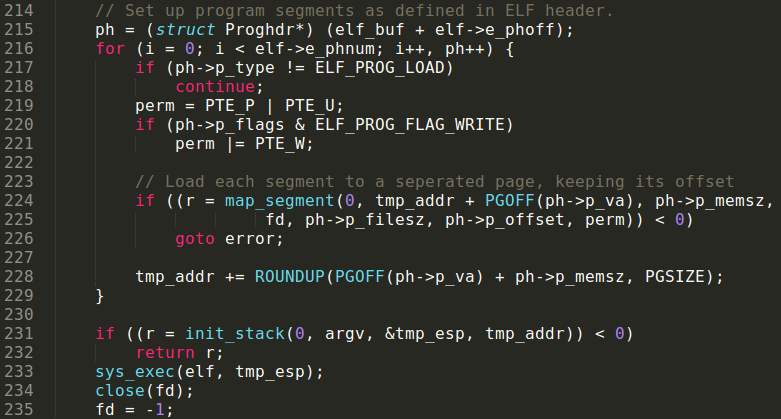 214 // Set up program segments as defined in ELF header.
215 ph = (struct Proghdr*) (elf_buf + elf->e_phoff);
216 for (i = 0; i < elf->e_phnum; i++, ph++) {
217 if (ph->p_type != ELF_PROG_LOAD)
218 continue;
219 perm = PTE_P | PTE_U;
220 if (ph->p_flags & ELF_PROG_FLAG_WRITE)
221 perm |= PTE_W;
222
223 // Load each segment to a seperated page, keeping its offset
224 if ((r = map_segment(0, tmp_addr + PGOFF(ph->p_va), ph->p_memsz,
225 fd, ph->p_filesz, ph->p_offset, perm)) < 0)
226 goto error;
227
228 tmp_addr += ROUNDUP(PGOFF(ph->p_va) + ph->p_memsz, PGSIZE);
229 }
230
231 if ((r = init_stack(0, argv, &tmp_esp, tmp_addr)) < 0)
232 return r;
233 sys_exec(elf, tmp_esp);
234 close(fd);
235 fd = -1;